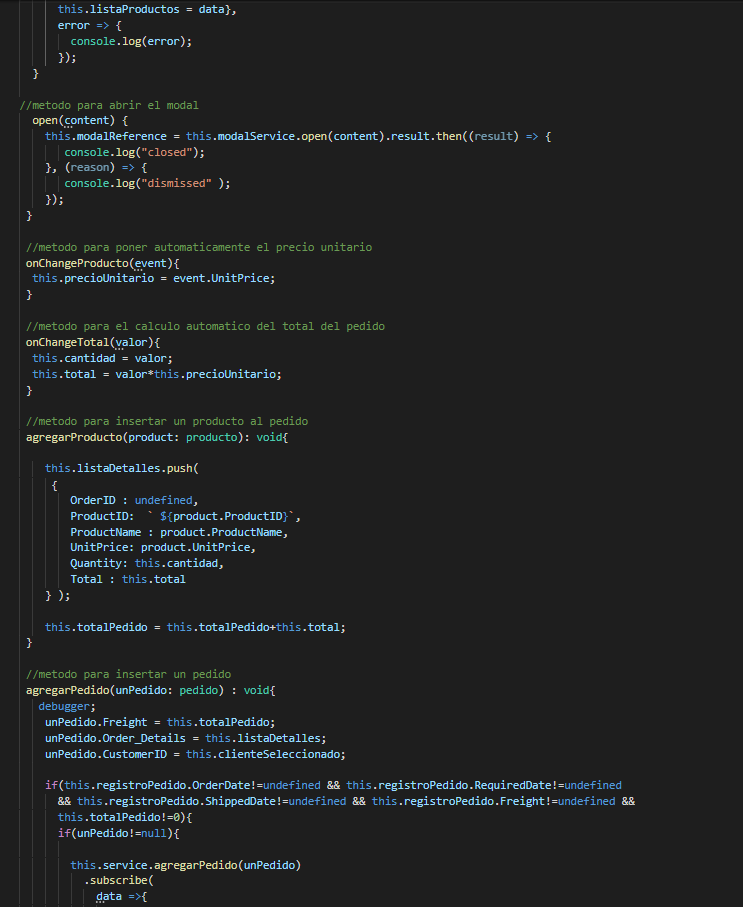 this.listaProductos = data},
error => {
console.log(error);
});
}
//metodo para abrir el modal
open(content) {
this.modalReference = this.modalService.open(content).result.then((result) => {
console.log("closed");
}, (reason) => {
console.log("dismissed" );
});
}
//metodo para poner automaticamente el precio unitario
onChangeProducto(event){
this.precioUnitario = event.UnitPrice;
}
//metodo para el calculo automatico del total del pedido
onChangeTotal(valor){
this.cantidad = valor;
this.total = valor*this.precioUnitario;
}
//metodo para insertar un producto al pedido
agregarProducto(product: producto): void{
this.listaDetalles.push(
{
OrderID : undefined,
ProductID:  ` ${product.ProductID}`,
ProductName : product.ProductName,
UnitPrice: product.UnitPrice,
Quantity: this.cantidad,
Total : this.total
} );
this.totalPedido = this.totalPedido+this.total;
}
//metodo para insertar un pedido
agregarPedido(unPedido: pedido) : void{
debugger;
unPedido.Freight = this.totalPedido;
unPedido.Order_Details = this.listaDetalles;
unPedido.CustomerID = this.clienteSeleccionado;
if(this.registroPedido.OrderDate!=undefined && this.registroPedido.RequiredDate!=undefined
&& this.registroPedido.ShippedDate!=undefined && this.registroPedido.Freight!=undefined &&
this.totalPedido!=0){
if(unPedido!=null){
this.service.agregarPedido(unPedido)
.subscribe(
data =>{